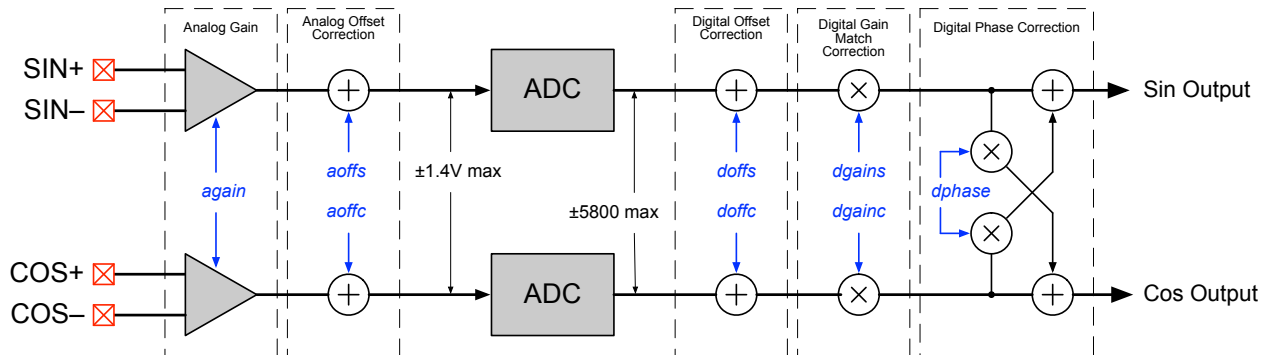 Analog Gain
Analog Offset
Correction
Digital Offset
Correction
Digital Gain
Match
Correction
Digital Phase Correction
SIN+
SIN–
ADC
Sin Output
again
aoffs
aoffc
±1.4V max
±5800 max
doffs
doffc
dgains
dgainc
dphase
COS+
COS–
ADC
Cos Output